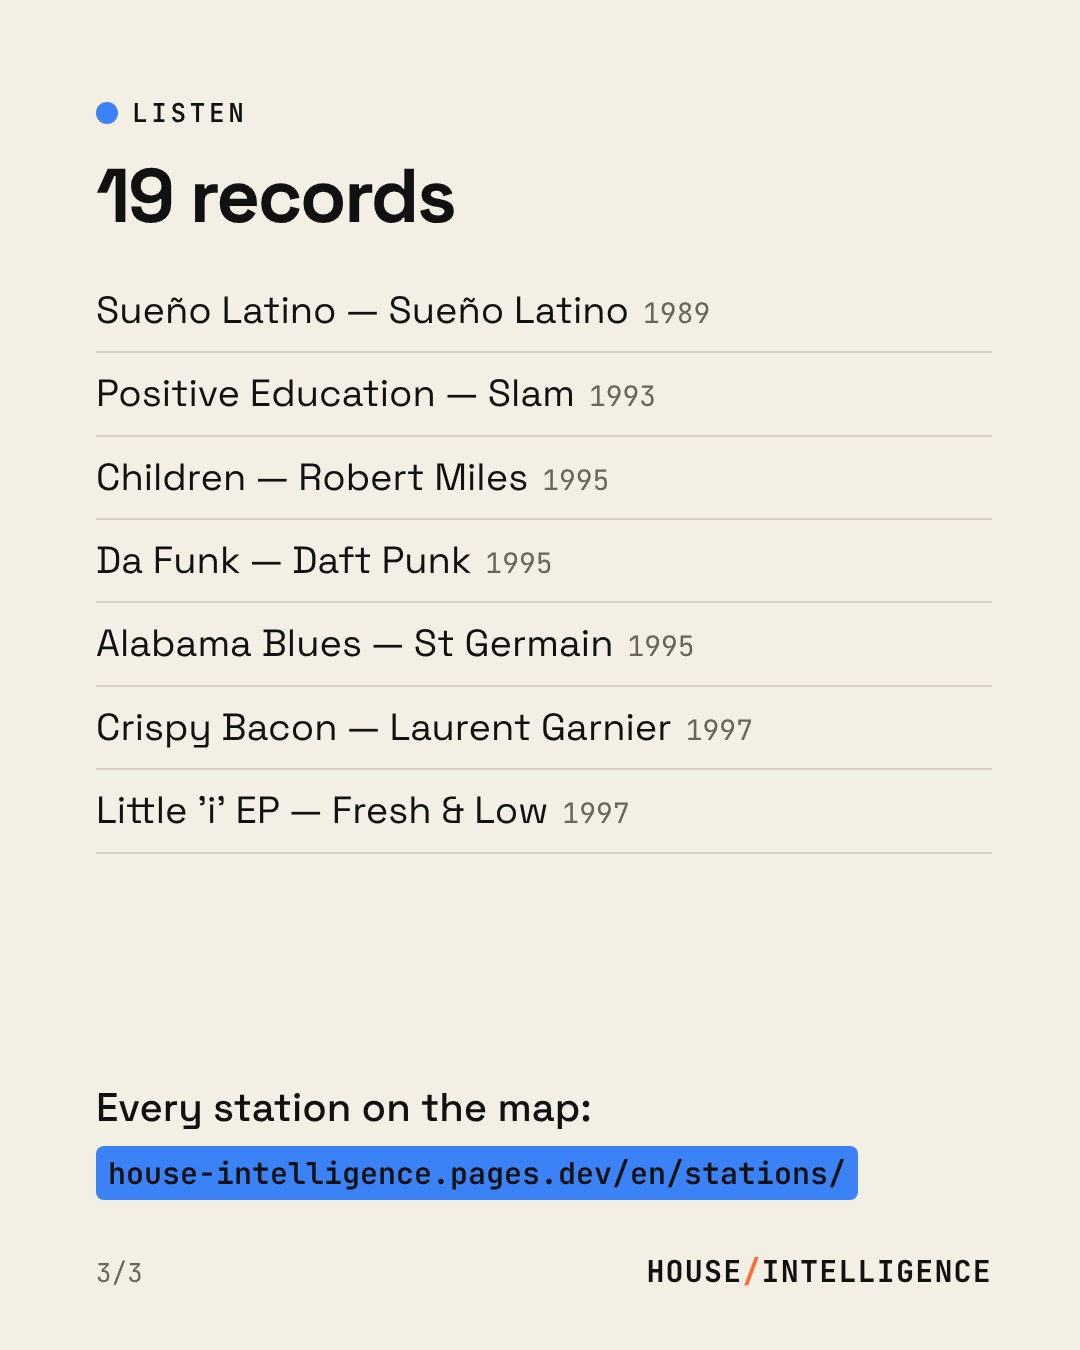 LISTEN
19 records
Sueño Latino — Sueño Latino 1989
Positive Education — Slam 1993
Children — Robert Miles 1995
Da Funk — Daft Punk 1995
Alabama Blues — St Germain 1995
Crispy Bacon — Laurent Garnier 1997
Little ’i’ EP — Fresh & Low 1997
Every station on the map:
house-intelligence.pages.dev/en/stations/
3/3
HOUSE/INTELLIGENCE